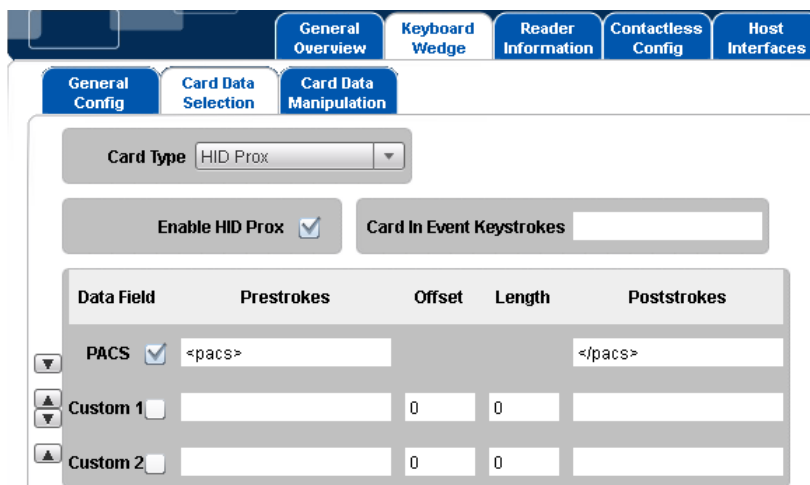 General Overview
Keyboard Wedge
Reader Information
Contactless Config
Host Interfaces
General Config
Card Data Selection
Card Data Manipulation
Card Type HID Prox
Enable HID Prox Card In Event Keystrokes
Data Field Prestrokes Offset Length Poststrokes
PACS <pacs> </pacs>
Custom 1 0 0
Custom 2 0 0